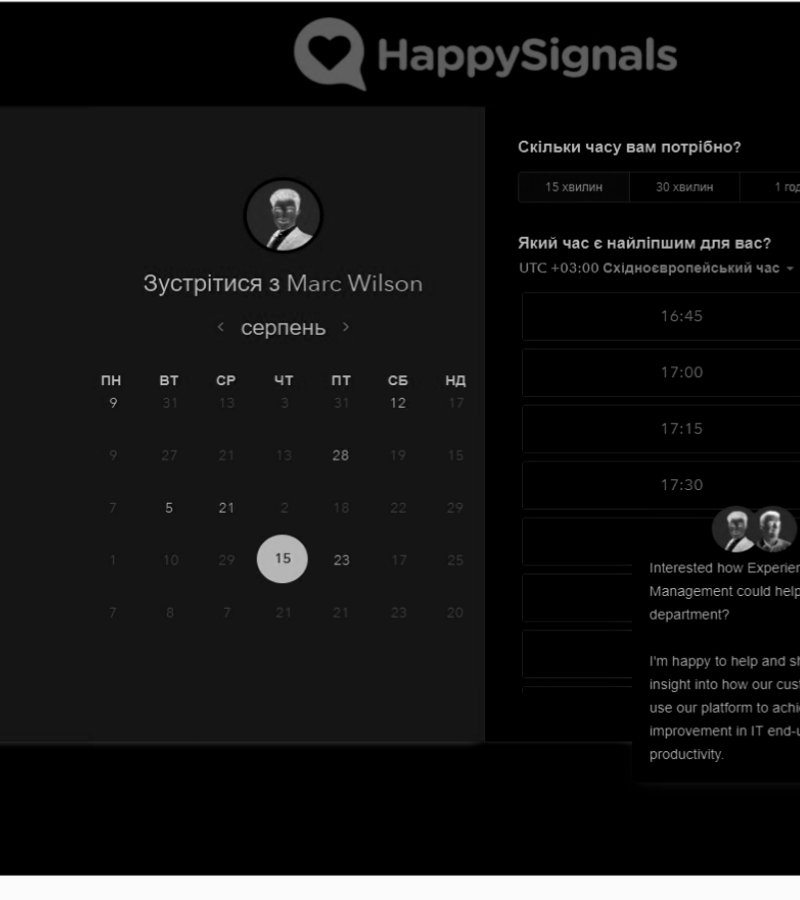 HappySignals
Зустрітися з Marc Wilson
серпень
ПН ВТ СР ЧТ ПТ СБ НД
9 31 13 3 31 12 17
9 27 21 13 28 19 15
7 5 21 2 18 22 29
1 10 29 15 23 17 25
7 8 7 21 21 23 20
Скільки часу вам потрібно?
15 хвилин 30 хвилин 1 год
Який час є найліпшим для вас?
UTC +03:00 Східноєвропейський час
16:45
17:00
17:15
17:30
Interested how Experien
Management could help
department?
I'm happy to help and sh
insight into how our cust
use our platform to achie
improvement in IT end-u
productivity.